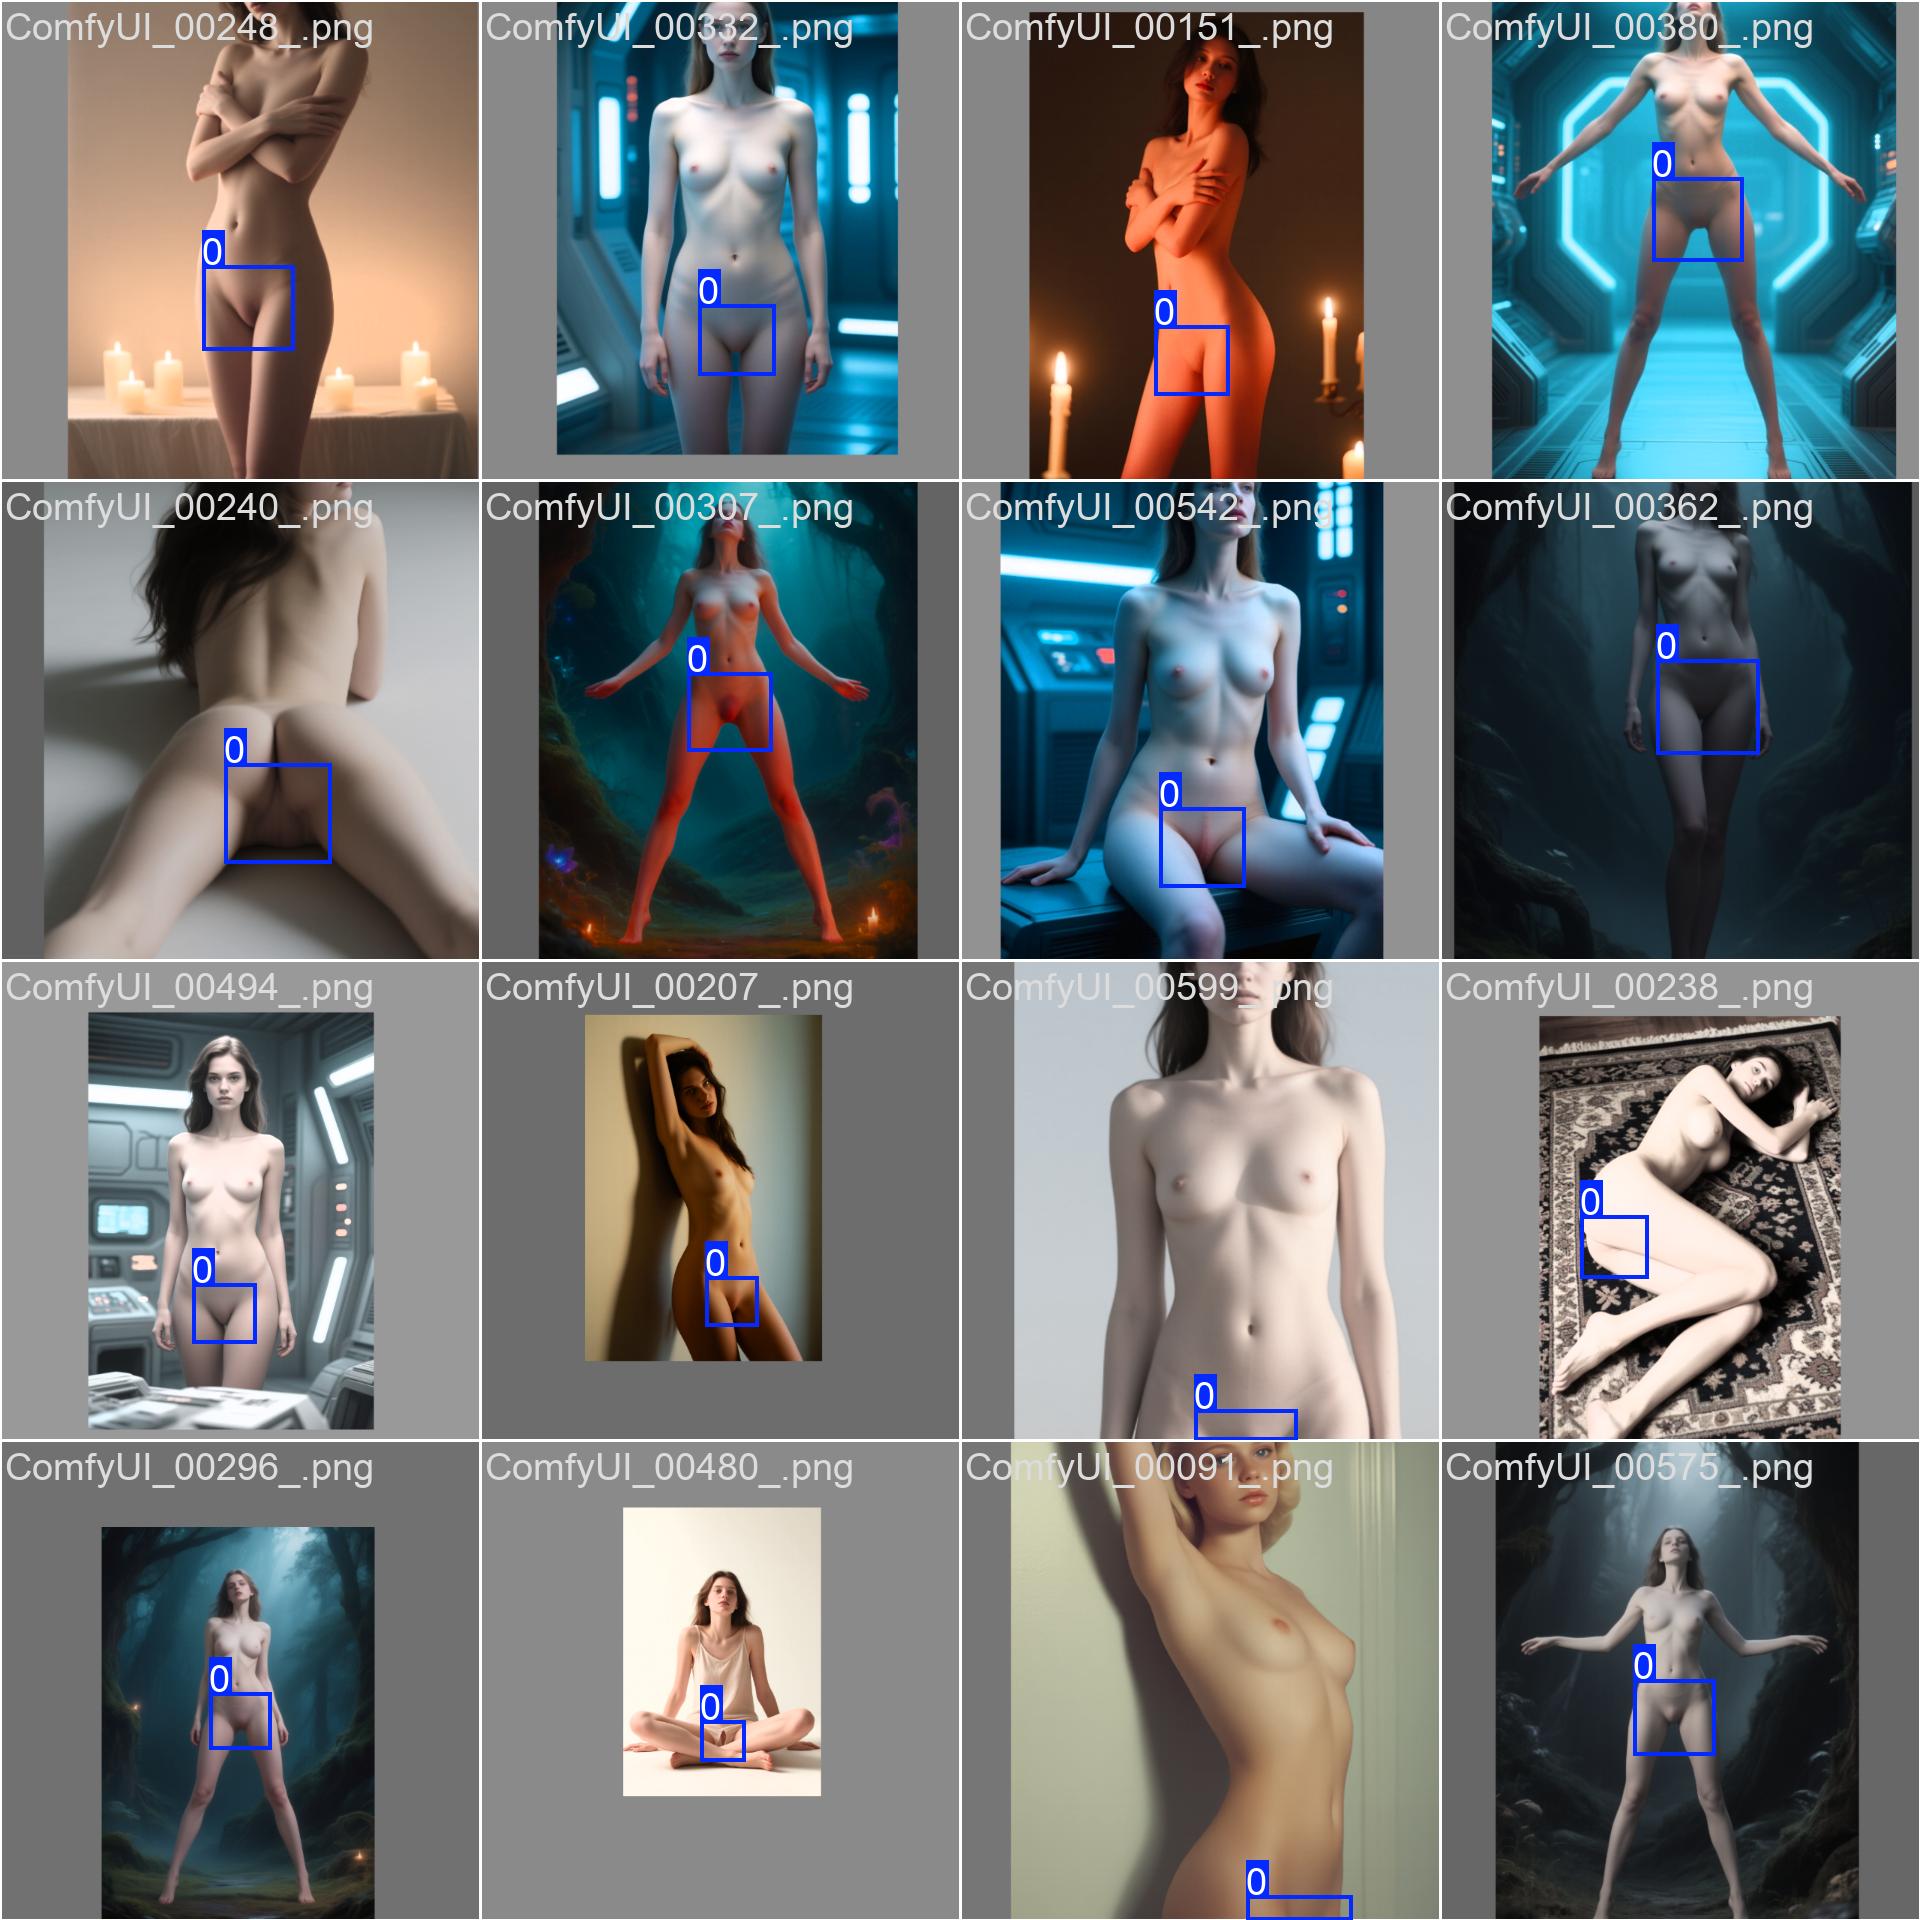 ComfyUI_00248_.png
ComfyUI_00332_.png
ComfyUI_00151_.png
ComfyUI_00380_.png
0
0
0
0
ComfyUI_00240_.png
ComfyUI_00307_.png
ComfyUI_00542_.png
ComfyUI_00362_.png
0
0
0
0
ComfyUI_00494_.png
ComfyUI_00207_.png
ComfyUI_00599_.png
ComfyUI_00238_.png
0
0
0
0
ComfyUI_00296_.png
ComfyUI_00480_.png
ComfyUI_00091_.png
ComfyUI_00575_.png
0
0
0
0